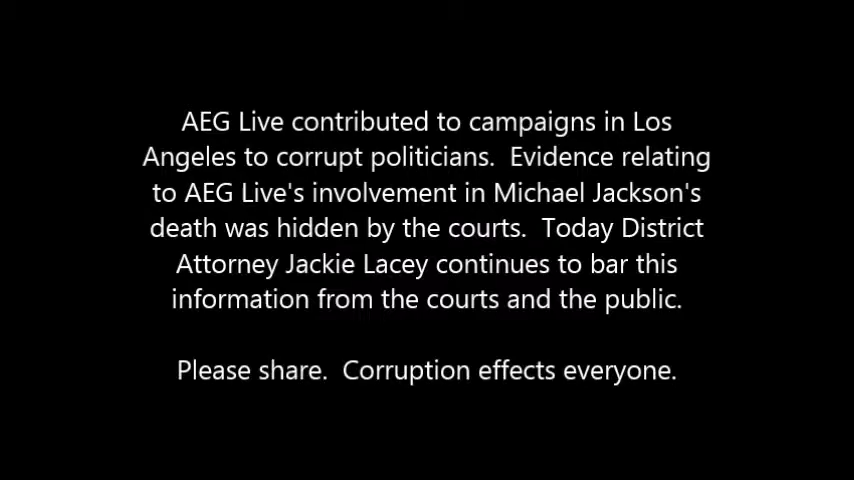 AEG Live contributed to campaigns in Los
Angeles to corrupt politicians.  Evidence relating
to AEG Live's involvement in Michael Jackson's
death was hidden by the courts.  Today District
Attorney Jackie Lacey continues to bar this
information from the courts and the public.
Please share.  Corruption effects everyone.